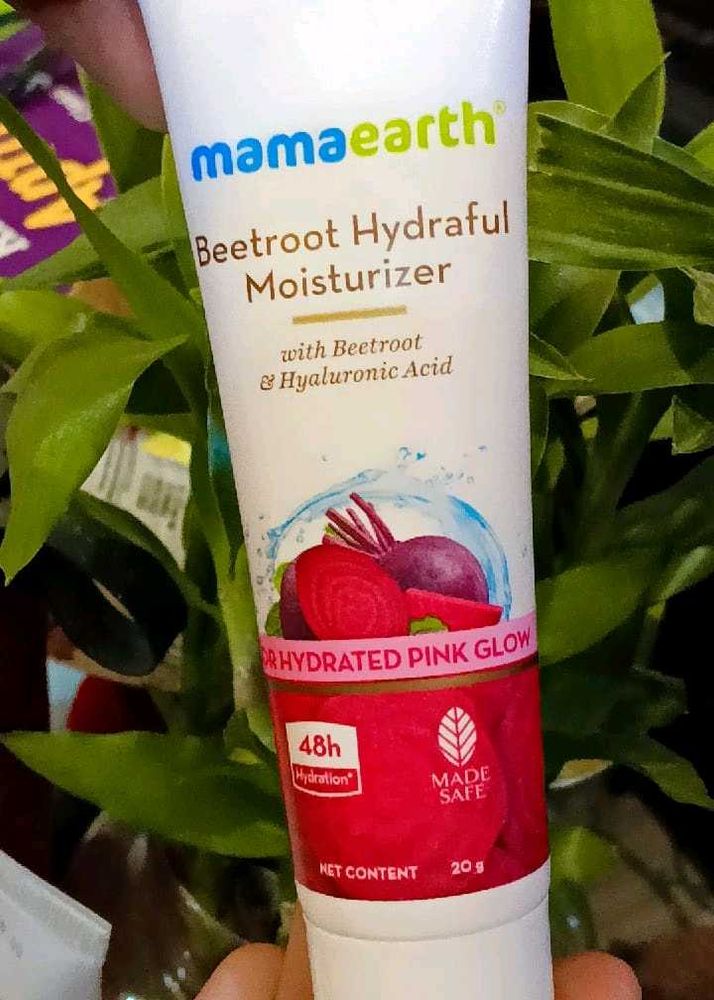 mamaearth®
Beetroot Hydraful
Moisturizer
with Beetroot
& Hyaluronic Acid
HYDRATED PINK GLOW
48h
Hydration*
MADE
SAFE
NET CONTENT 20 g